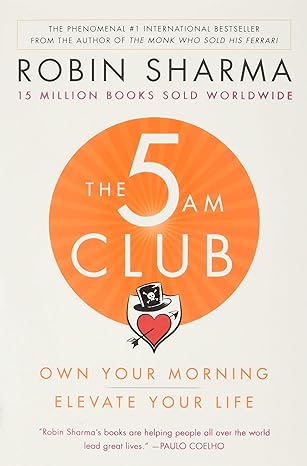 THE PHENOMENAL #1 INTERNATIONAL BESTSELLER
FROM THE AUTHOR OF THE MONK WHO SOLD HIS FERRARI
ROBIN SHARMA
15 MILLION BOOKS SOLD WORLDWIDE
THE 5 AM
CLUB
OWN YOUR MORNING
ELEVATE YOUR LIFE
"Robin Sharma's books are helping people all over the world
lead great lives." —PAULO COELHO